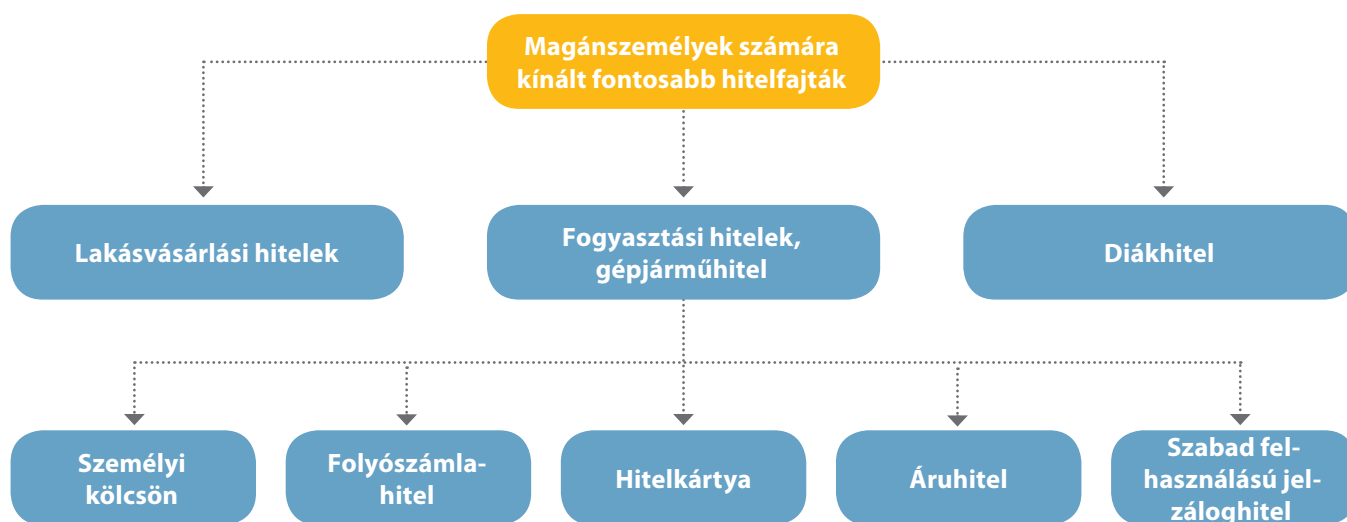 Magánszemélyek számára
kínált fontosabb hitelfajták
Lakásvásárlási hitelek
Fogyasztási hitelek,
gépjárműhitel
Diákhitel
Személyi
kölcsön
Folyószámla-
hitel
Hitelkártya
Áruhitel
Szabad fel-
használású jel-
záloghitel